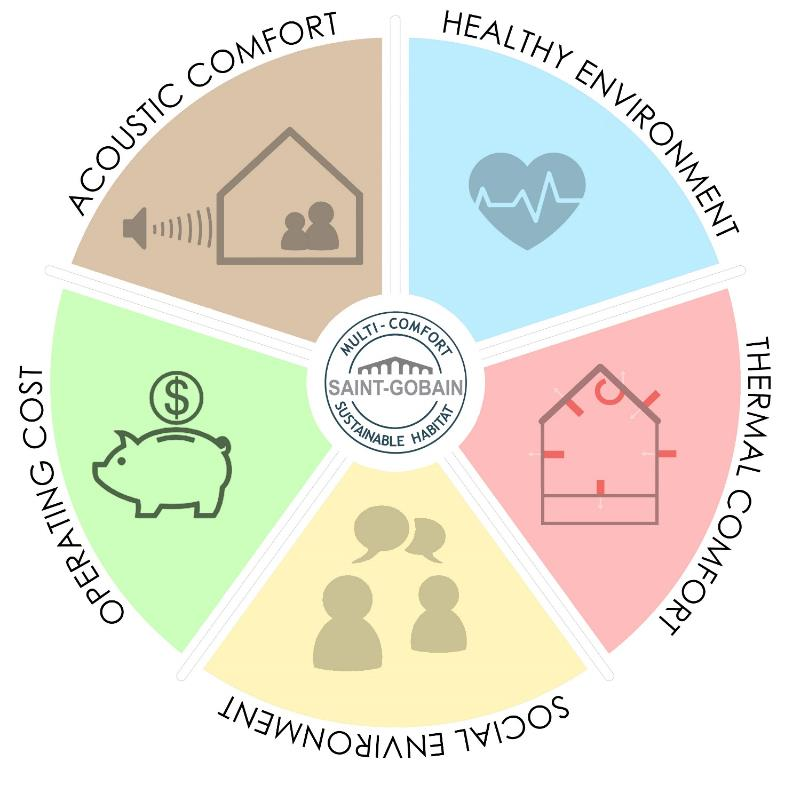 ACOUSTIC COMFORT
HEALTHY ENVIRONMENT
THERMAL COMFORT
SOCIAL ENVIRONMENT
OPERATING COST
$
MULTI-COMFORT
SAINT-GOBAIN
SUSTAINABLE HABITAT